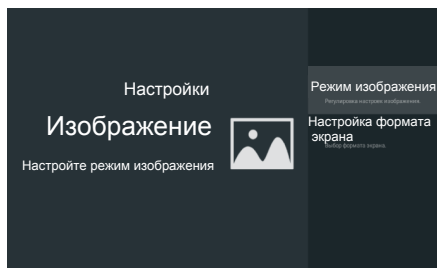 Настройки
Изображение
Настройте режим изображения
Режим изображения
Регулировка настроек изображения.
Настройка формата
экрана
Выбор формата экрана.